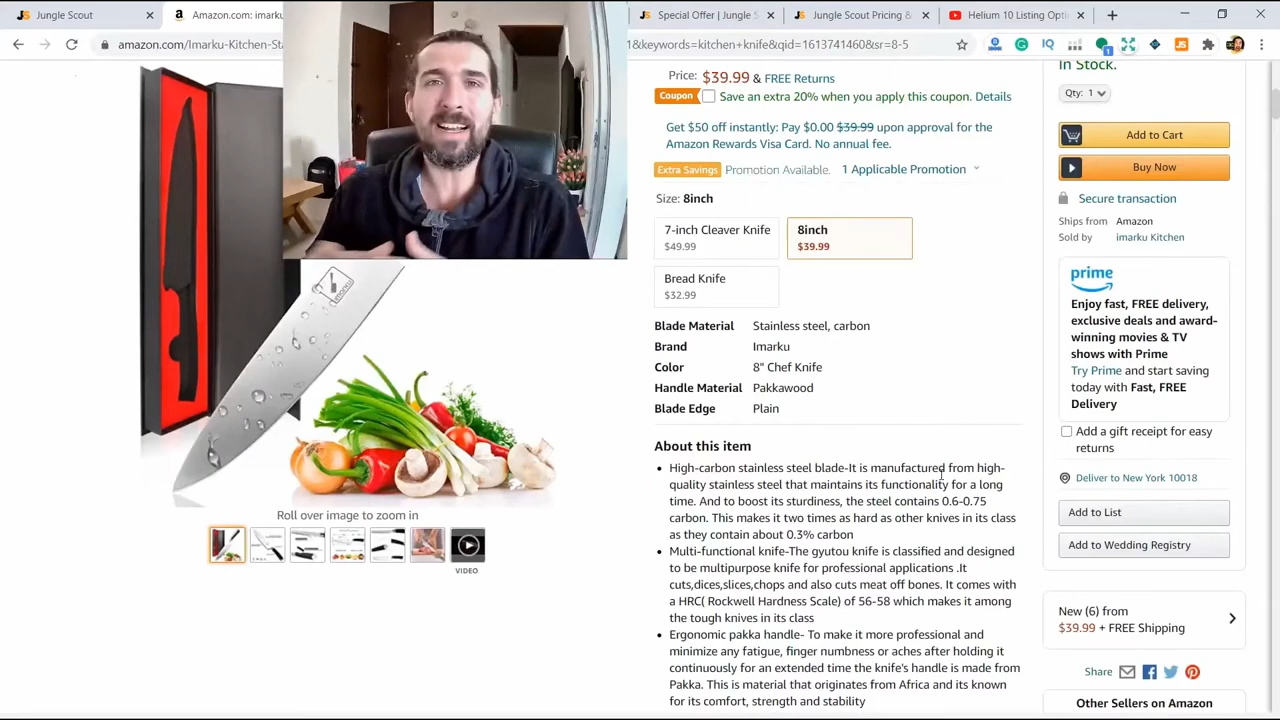 Jungle Scout
Amazon.com: imarku
Special Offer | Jungle S
Jungle Scout Pricing &
Helium 10 Listing Opti
amazon.com/Imarku-Kitchen-Sta
1&keywords=kitchen+knife&qid=1613741460&sr=8-5
Price: $39.99 & FREE Returns
Coupon Save an extra 20% when you apply this coupon. Details
Get $50 off instantly: Pay $0.00 $39.99 upon approval for the
Amazon Rewards Visa Card. No annual fee.
Extra Savings Promotion Available. 1 Applicable Promotion
Size: 8inch
7-inch Cleaver Knife
$49.99
8inch
$39.99
Bread Knife
$32.99
Blade Material Stainless steel, carbon
Brand Imarku
Color 8" Chef Knife
Handle Material Pakkawood
Blade Edge Plain
About this item
High-carbon stainless steel blade-It is manufactured from high-
quality stainless steel that maintains its functionality for a long
time. And to boost its sturdiness, the steel contains 0.6-0.75
carbon. This makes it two times as hard as other knives in its class
as they contain about 0.3% carbon
Multi-functional knife-The gyutou knife is classified and designed
to be multipurpose knife for professional applications .It
cuts,dices,slices,chops and also cuts meat off bones. It comes with
a HRC( Rockwell Hardness Scale) of 56-58 which makes it among
the tough knives in its class
Ergonomic pakka handle- To make it more professional and
minimize any fatigue, finger numbness or aches after holding it
continuously for an extended time the knife's handle is made from
Pakka. This is material that originates from Africa and its known
for its comfort, strength and stability
Roll over image to zoom in
VIDEO
In Stock.
Qty: 1
Add to Cart
Buy Now
Secure transaction
Ships from Amazon
Sold by imarku Kitchen
prime
Enjoy fast, FREE delivery,
exclusive deals and award-
winning movies & TV
shows with Prime
Try Prime and start saving
today with Fast, FREE
Delivery
Add a gift receipt for easy
returns
Deliver to New York 10018
Add to List
Add to Wedding Registry
New (6) from
$39.99 + FREE Shipping
Share
Other Sellers on Amazon